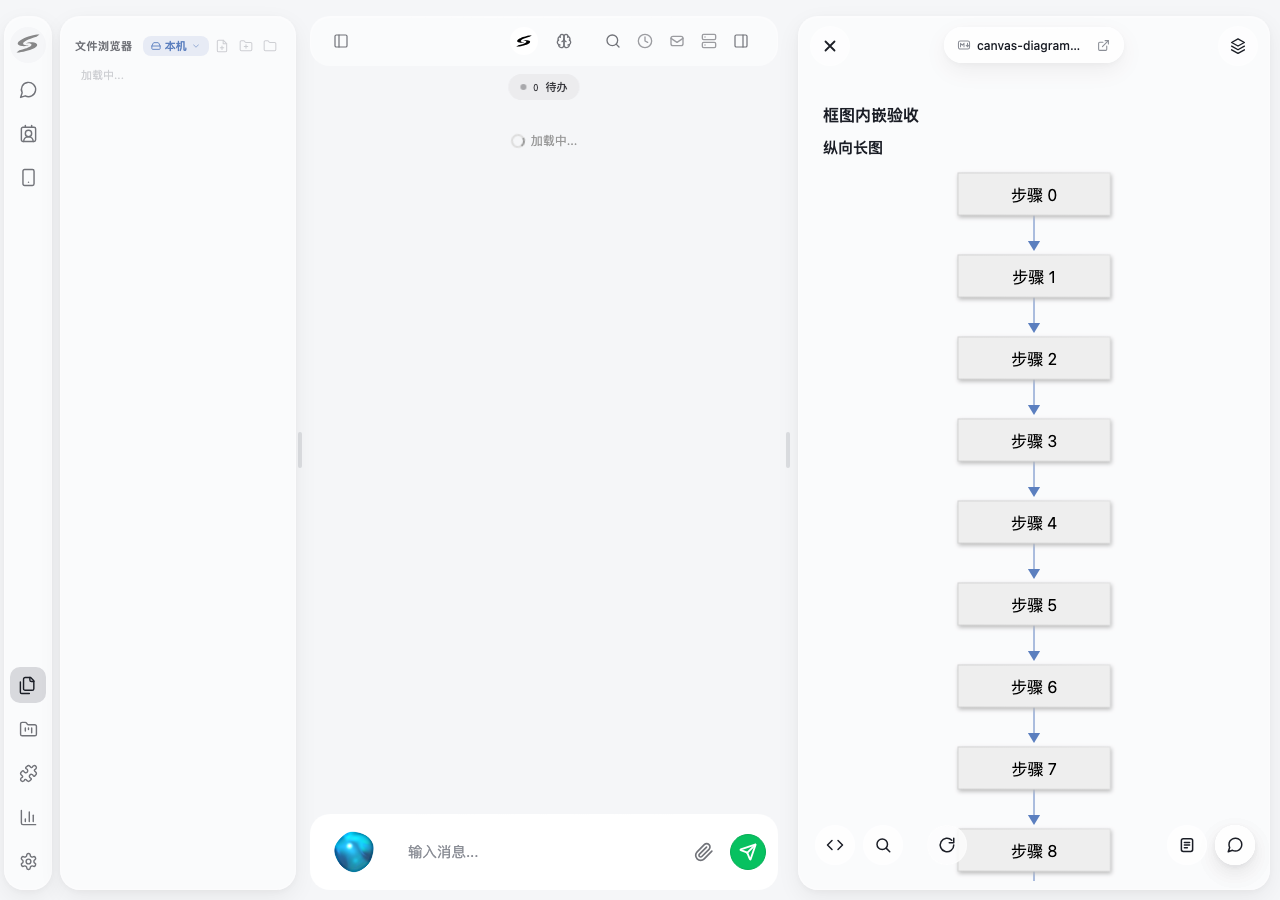 文件浏览器
本机
加载中...
0 待办
加载中...
输入消息...
canvas-diagram...
框图内嵌验收
纵向长图
步骤 0
步骤 1
步骤 2
步骤 3
步骤 4
步骤 5
步骤 6
步骤 7
步骤 8